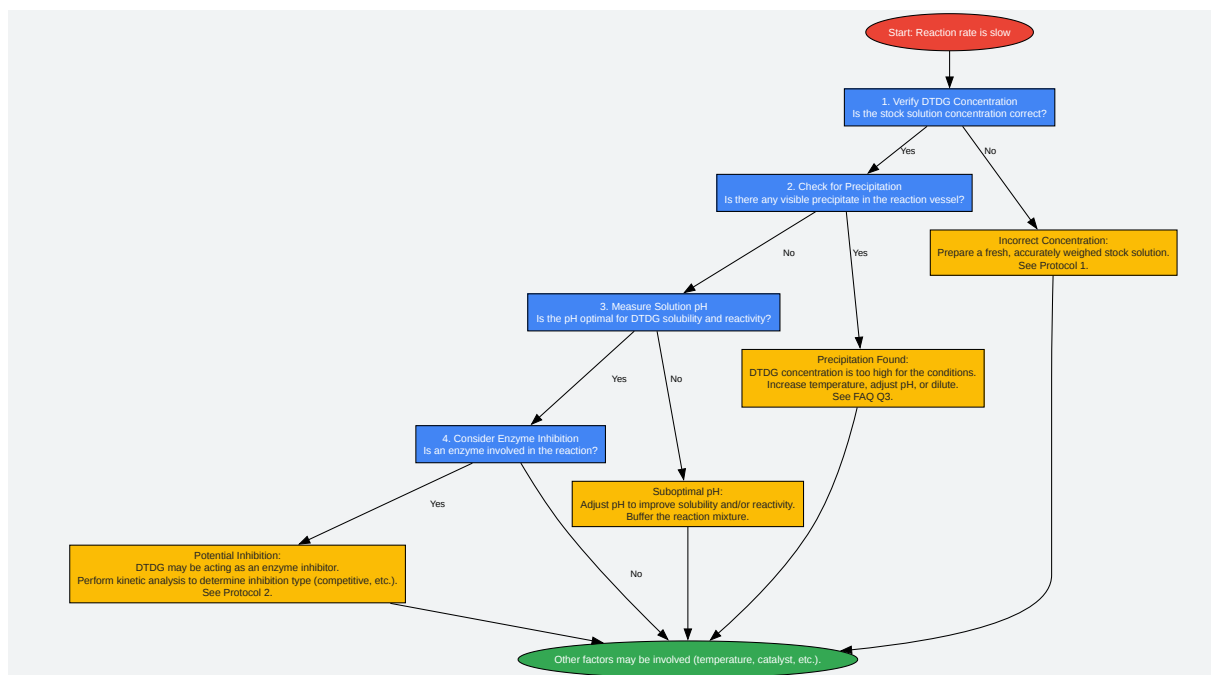 Start: Reaction rate is slow
1. Verify DTDG Concentration
Is the stock solution concentration correct?
Yes
No
2. Check for Precipitation
Is there any visible precipitate in the reaction vessel?
Incorrect Concentration:
Prepare a fresh, accurately weighed stock solution.
See Protocol 1.
No
Yes
3. Measure Solution pH
Is the pH optimal for DTDG solubility and reactivity?
Precipitation Found:
DTDG concentration is too high for the conditions.
Increase temperature, adjust pH, or dilute.
See FAQ Q3.
Yes
No
4. Consider Enzyme Inhibition
Is an enzyme involved in the reaction?
Suboptimal pH:
Adjust pH to improve solubility and/or reactivity.
Buffer the reaction mixture.
Yes
No
Potential Inhibition:
DTDG may be acting as an enzyme inhibitor.
Perform kinetic analysis to determine inhibition type (competitive, etc.).
See Protocol 2.
Other factors may be involved (temperature, catalyst, etc.).